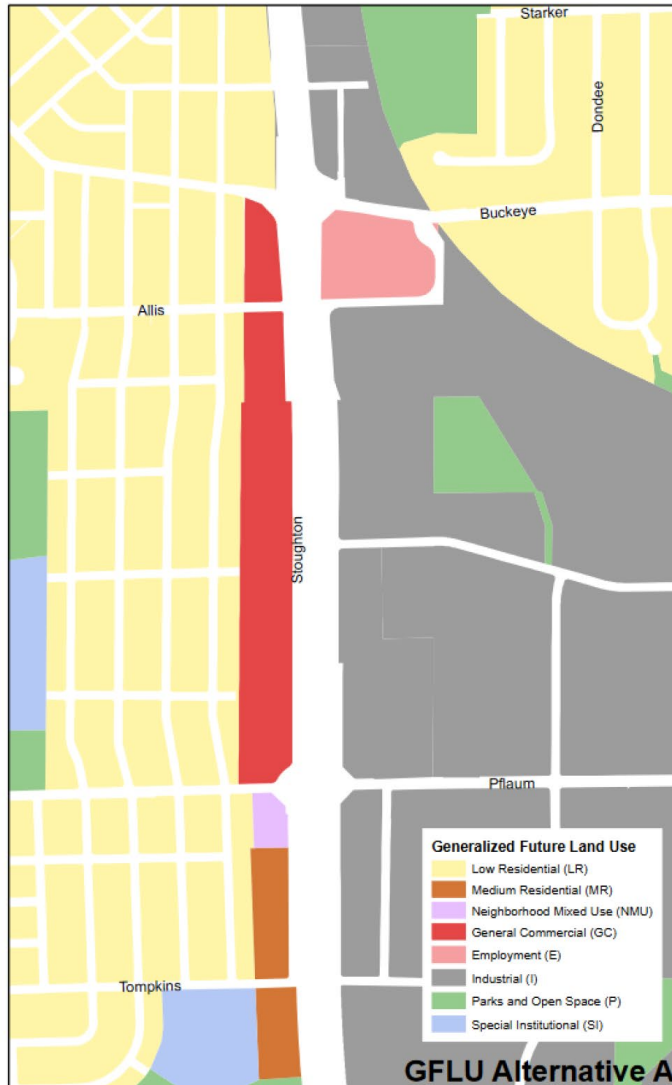 Starker
Dondee
Buckeye
Allis
Stoughton
Pflaum
Generalized Future Land Use
Low Residential (LR)
Medium Residential (MR)
Neighborhood Mixed Use (NMU)
General Commercial (GC)
Employment (E)
Industrial (I)
Parks and Open Space (P)
Special Institutional (SI)
Tompkins
GFLU Alternative A